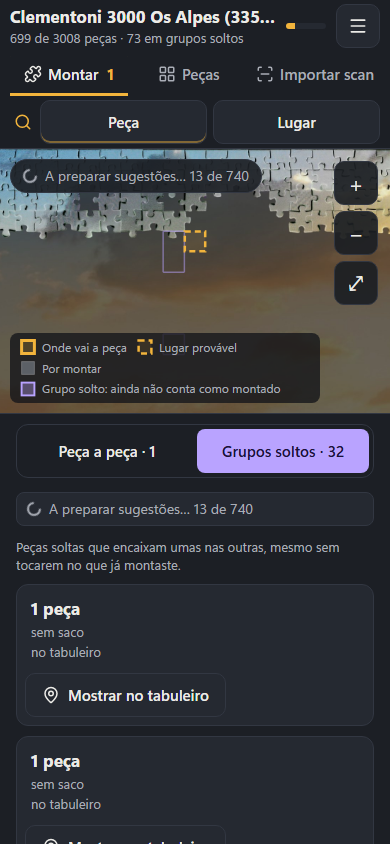 Clementoni 3000 Os Alpes (335...
699 de 3008 peças · 73 em grupos soltos
Montar 1
Peças
Importar scan
Peça
Lugar
A preparar sugestões... 13 de 740
+
−
Onde vai a peça
Lugar provável
Por montar
Grupo solto: ainda não conta como montado
Peça a peça · 1
Grupos soltos · 32
A preparar sugestões... 13 de 740
Peças soltas que encaixam umas nas outras, mesmo sem
tocarem no que já montaste.
1 peça
sem saco
no tabuleiro
Mostrar no tabuleiro
1 peça
sem saco
no tabuleiro